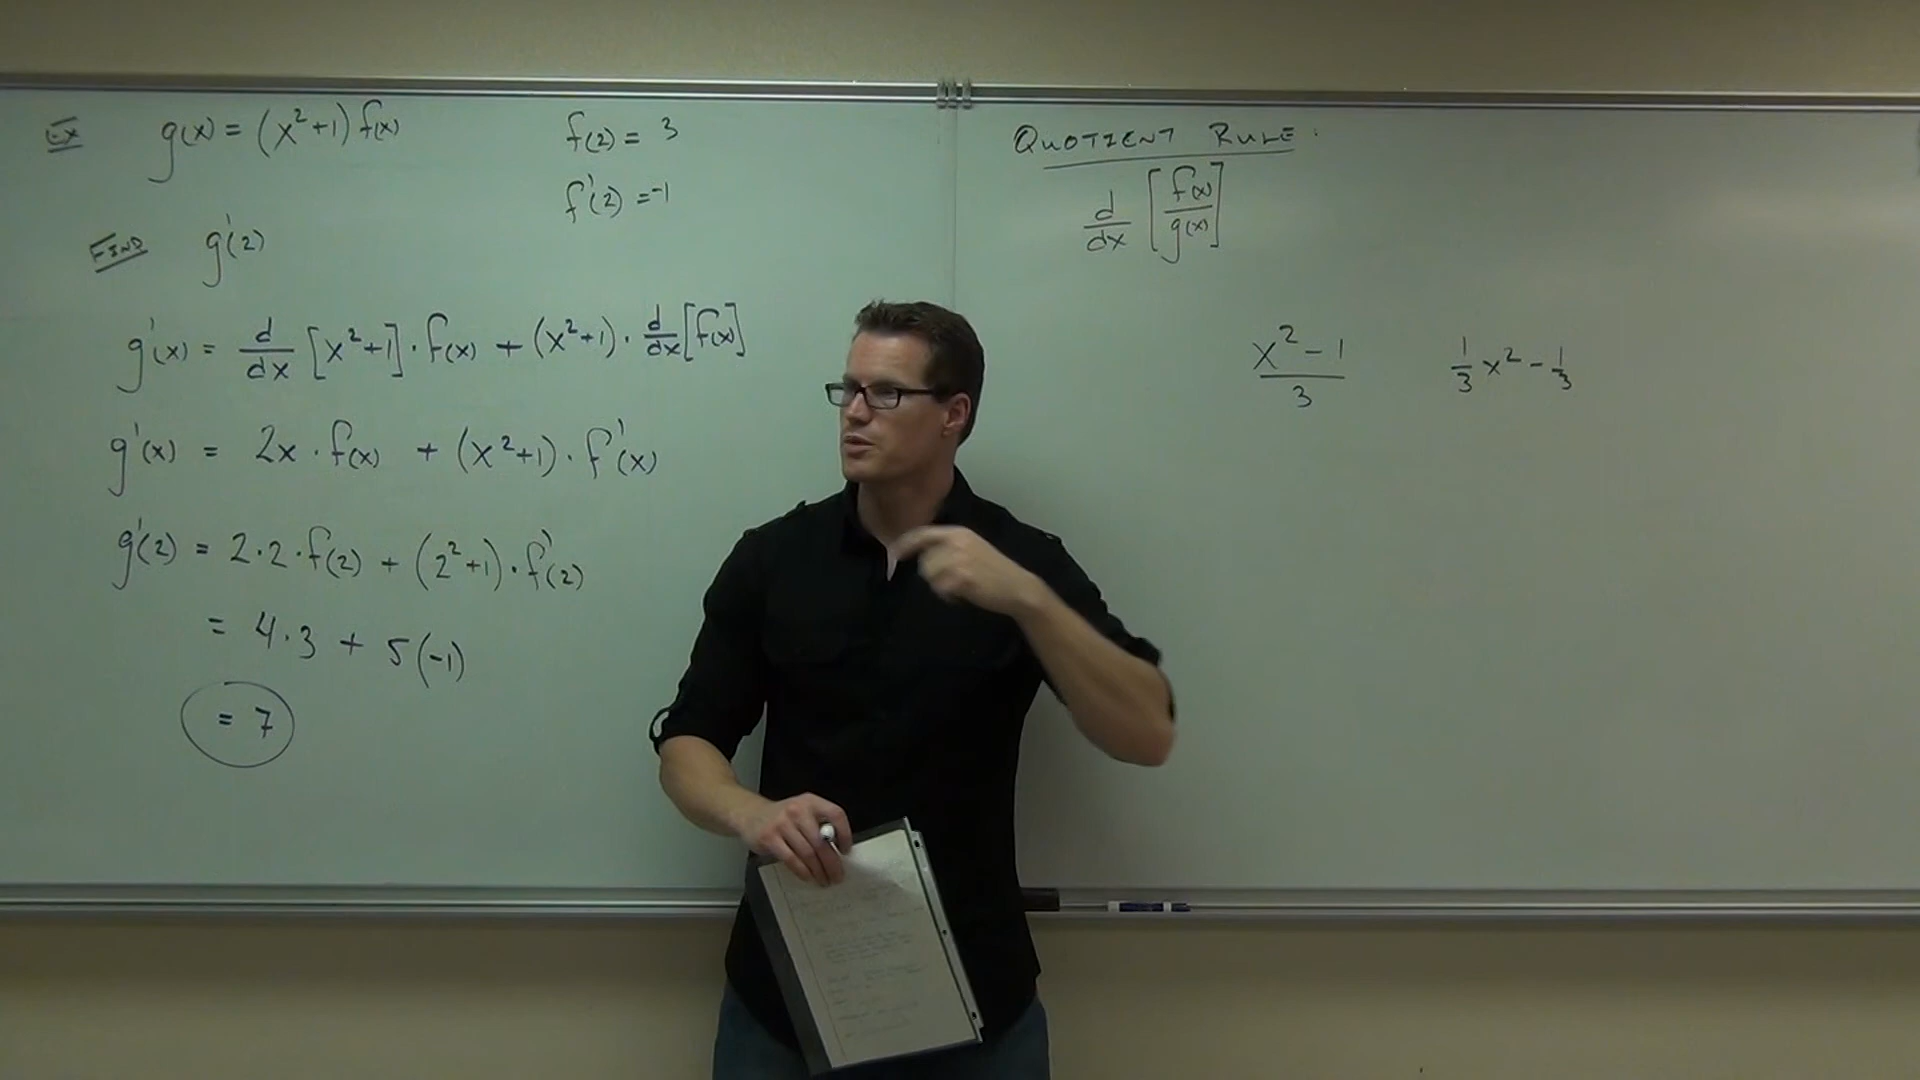 Ex g(x) = (x²+1) f(x)
f(2) = 3
f'(2) = -1
FIND g'(2)
g'(x) = d/dx [x²+1] · f(x) + (x²+1) · d/dx [f(x)]
g'(x) = 2x · f(x) + (x²+1) · f'(x)
g'(2) = 2·2·f(2) + (2²+1)·f'(2)
= 4·3 + 5(-1)
= 7
QUOTIENT RULE:
d/dx [f(x)/g(x)]
x²-1/3
1/3 x² - 1/3